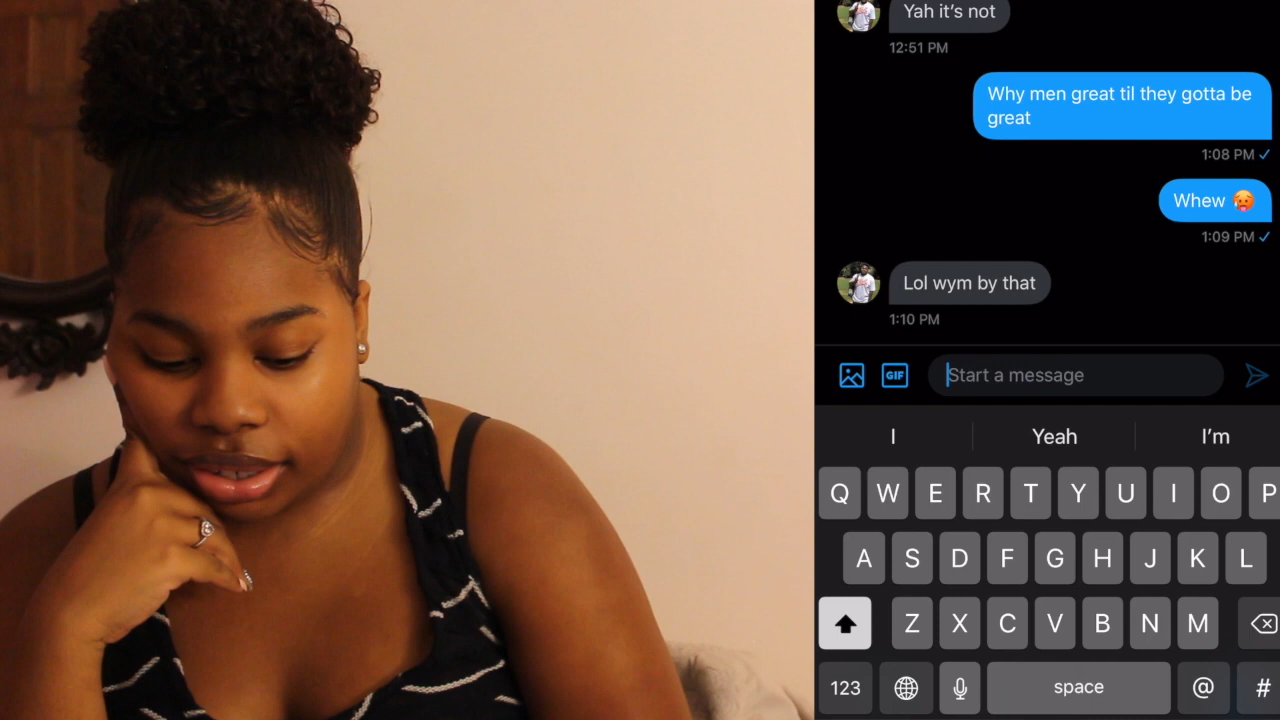 Yah it’s not
12:51 PM
Why men great til they gotta be
great
1:08 PM
Whew 🥵
1:09 PM
Lol wym by that
1:10 PM
GIF
Start a message
I
Yeah
I’m
Q W E R T Y U I O P
A S D F G H J K L
Z X C V B N M
123
space
@
#